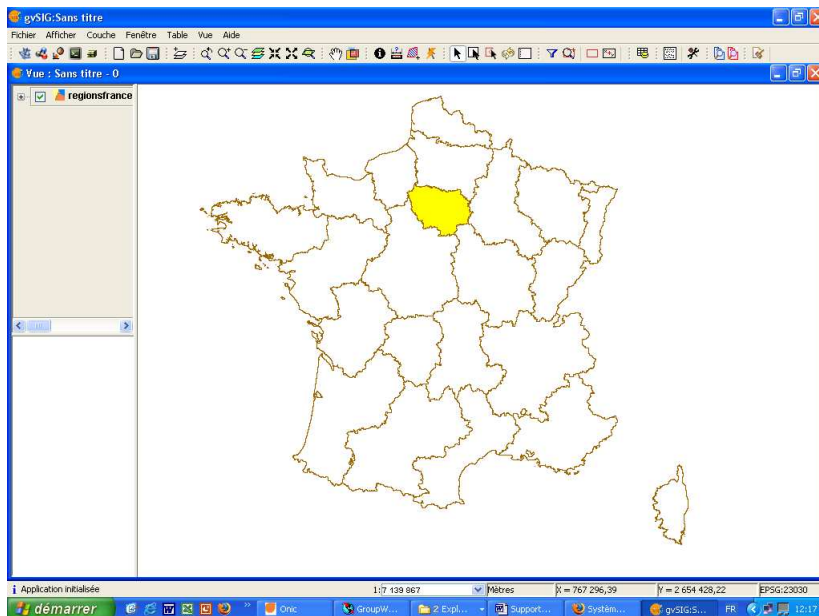 gvSIG:Sans titre
Fichier Afficher Couche Fenêtre Table Vue Aide
Vue : Sans titre - 0
regionsfrance
Application initialisée
1: 7 139 867
Mètres
X = 767 296,39
Y = 2 654 428,22
EPSG:23030
démarrer
Onic
GroupW...
2 Expl...
Support...
Systèm...
gvSIG:S...
FR
12:17